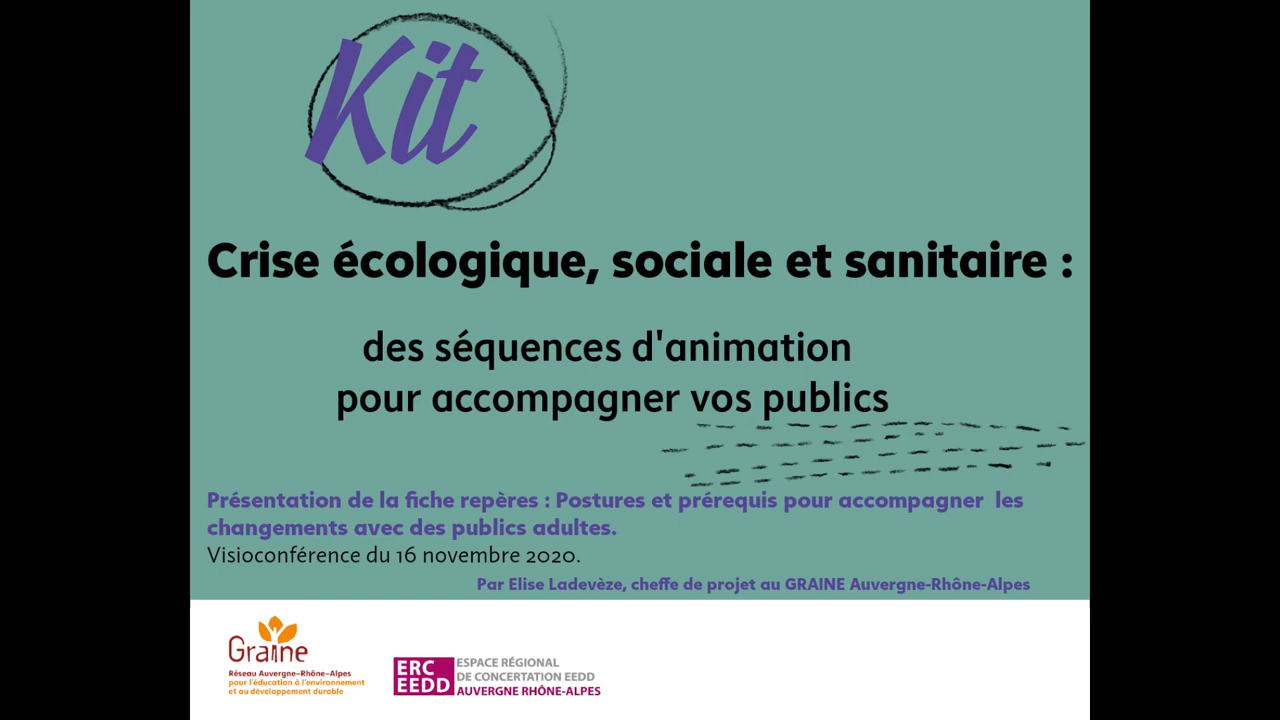 Kit
Crise écologique, sociale et sanitaire :
des séquences d'animation
pour accompagner vos publics
Présentation de la fiche repères : Postures et prérequis pour accompagner les
changements avec des publics adultes.
Visioconférence du 16 novembre 2020.
Par Elise Ladevèze, cheffe de projet au GRAINE Auvergne-Rhône-Alpes
Graine
Réseau Auvergne-Rhône-Alpes
pour l'éducation à l'environnement
et au développement durable
ERC
EEDD
ESPACE RÉGIONAL
DE CONCERTATION EEDD
AUVERGNE RHÔNE-ALPES